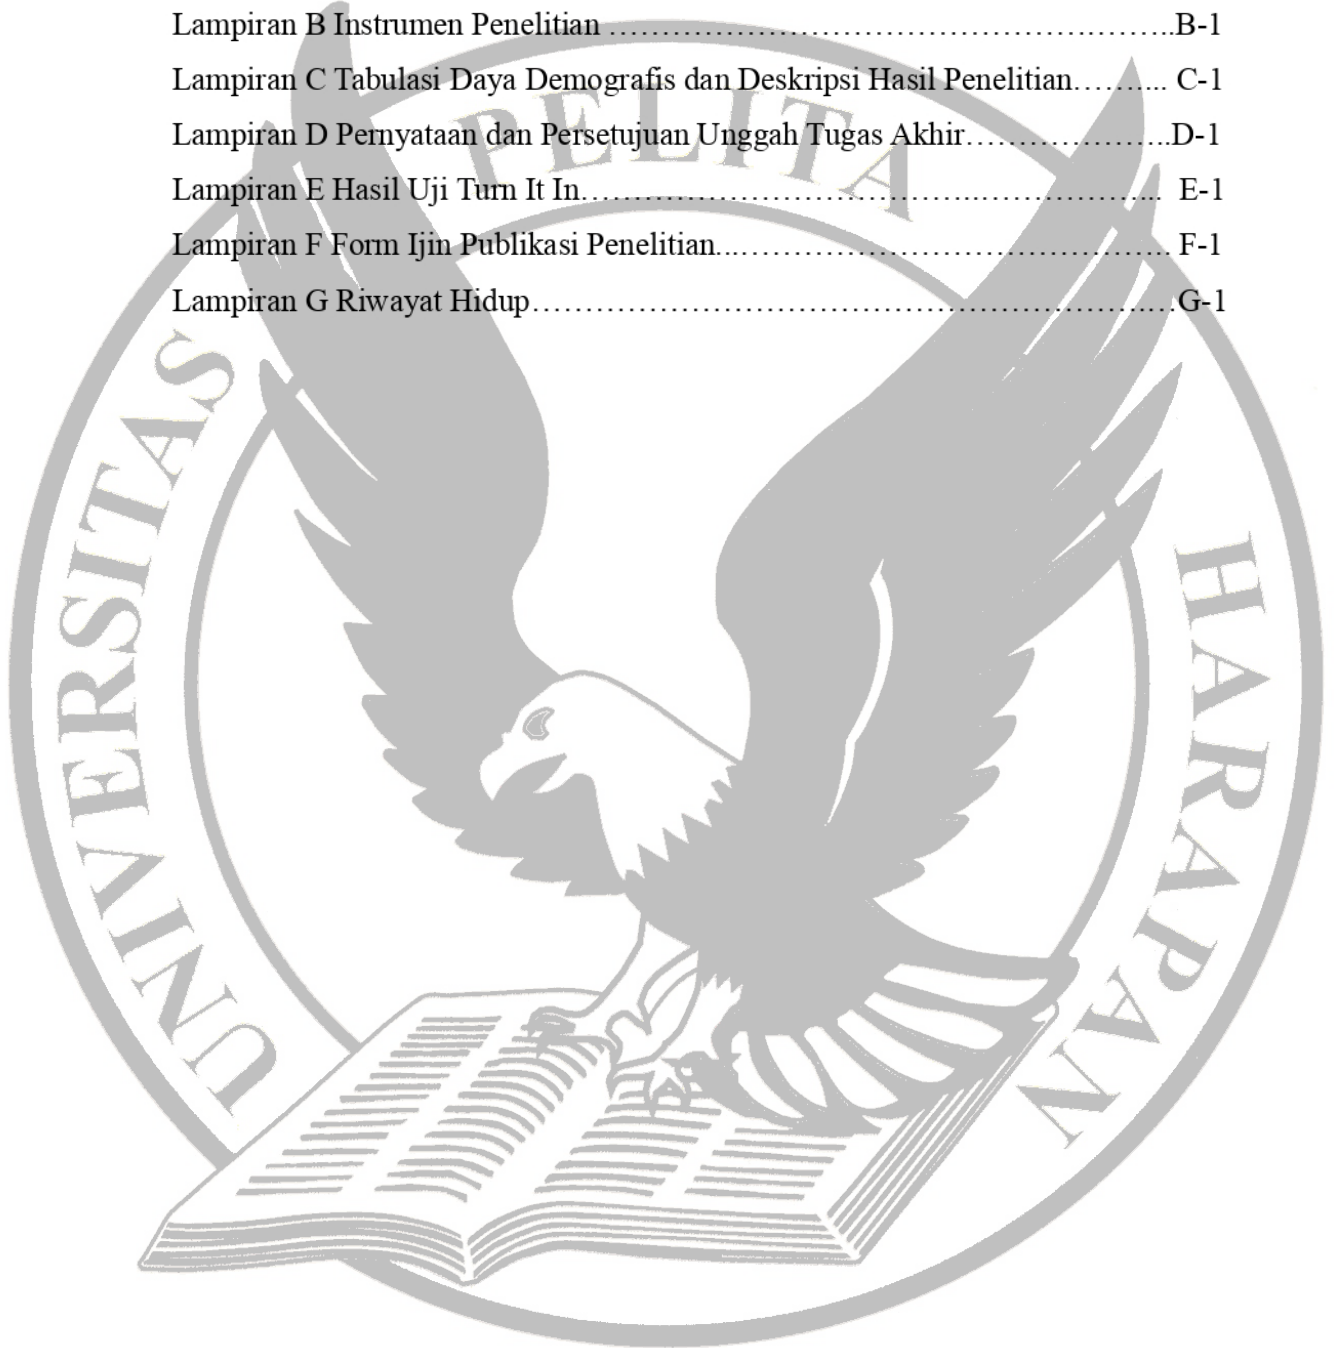 Lampiran B Instrumen Penelitian ……………………………………………….B-1
Lampiran C Tabulasi Daya Demografis dan Deskripsi Hasil Penelitian……... C-1
Lampiran D Pernyataan dan Persetujuan Unggah Tugas Akhir………………..D-1
Lampiran E Hasil Uji Turn It In……………………………….……………... E-1
Lampiran F Form Ijin Publikasi Penelitian...………………………………….. F-1
Lampiran G Riwayat Hidup…………………………………………………….…G-1
UNIVERSITAS PELITA HARAPAN